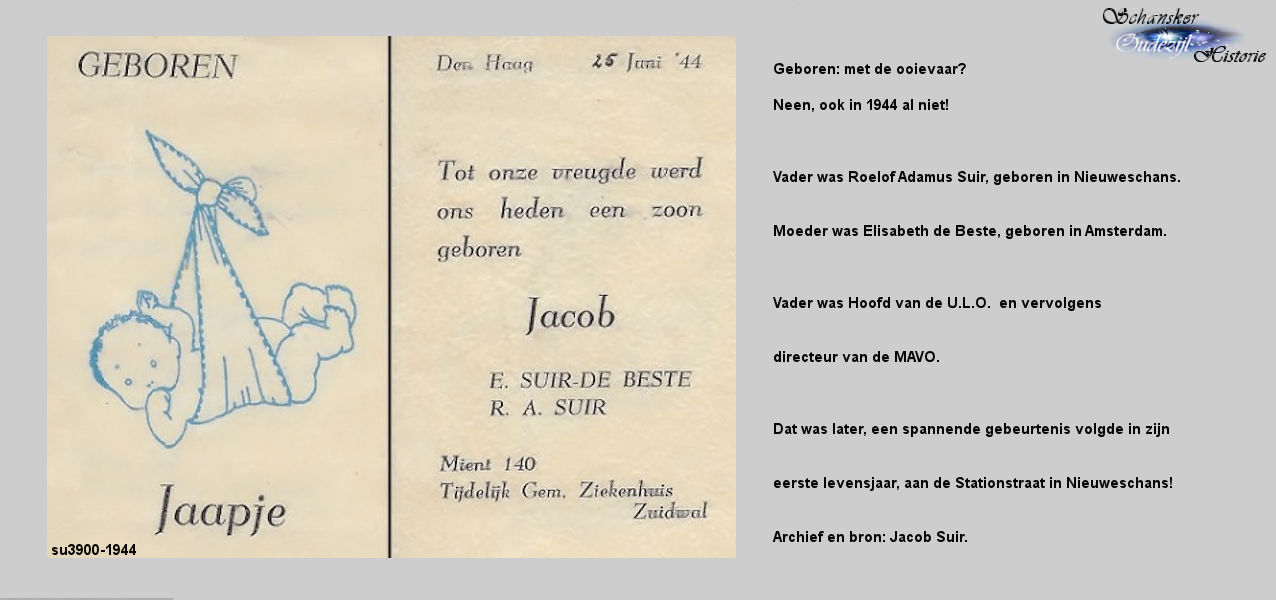 GEBOREN
Jaapje
su3900-1944
Den Haag 25 Juni '44
Tot onze vreugde werd
ons heden een zoon
geboren
Jacob
E. SUIR-DE BESTE
R. A. SUIR
Mient 140
Tijdelijk Gem. Ziekenhuis
Zuidwal
Schansker
Oudezijl
Historie
Geboren: met de ooievaar?
Neen, ook in 1944 al niet!
Vader was Roelof Adamus Suir, geboren in Nieuweschans.
Moeder was Elisabeth de Beste, geboren in Amsterdam.
Vader was Hoofd van de U.L.O. en vervolgens
directeur van de MAVO.
Dat was later, een spannende gebeurtenis volgde in zijn
eerste levensjaar, aan de Stationstraat in Nieuweschans!
Archief en bron: Jacob Suir.